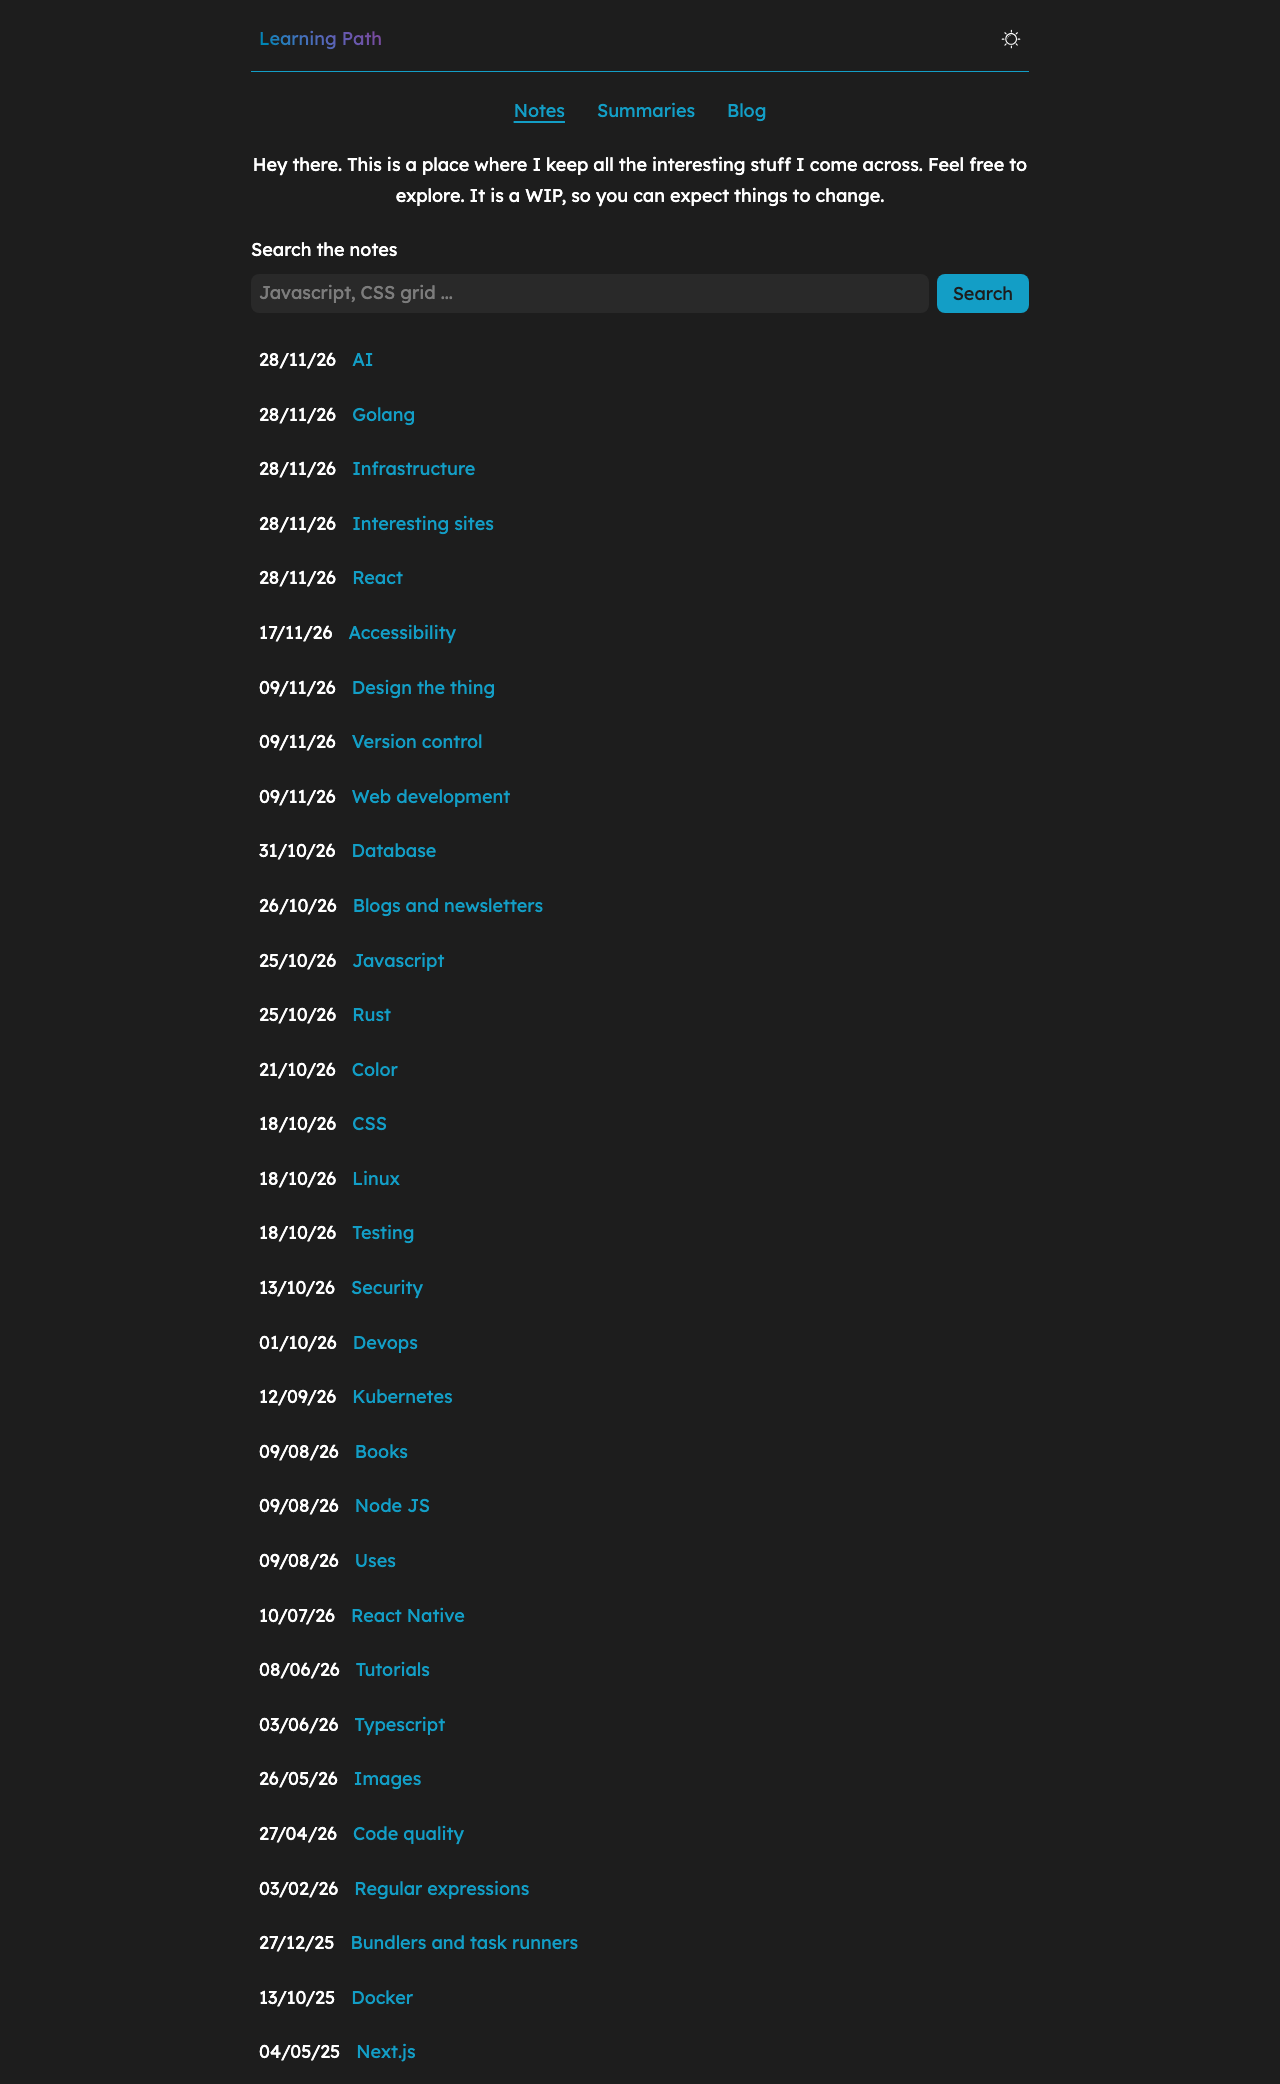 Learning Path
Notes Summaries Blog
Hey there. This is a place where I keep all the interesting stuff I come across. Feel free to
explore. It is a WIP, so you can expect things to change.
Search the notes
Javascript, CSS grid ... Search
28/11/26 AI
28/11/26 Golang
28/11/26 Infrastructure
28/11/26 Interesting sites
28/11/26 React
17/11/26 Accessibility
09/11/26 Design the thing
09/11/26 Version control
09/11/26 Web development
31/10/26 Database
26/10/26 Blogs and newsletters
25/10/26 Javascript
25/10/26 Rust
21/10/26 Color
18/10/26 CSS
18/10/26 Linux
18/10/26 Testing
13/10/26 Security
01/10/26 Devops
12/09/26 Kubernetes
09/08/26 Books
09/08/26 Node JS
09/08/26 Uses
10/07/26 React Native
08/06/26 Tutorials
03/06/26 Typescript
26/05/26 Images
27/04/26 Code quality
03/02/26 Regular expressions
27/12/25 Bundlers and task runners
13/10/25 Docker
04/05/25 Next.js